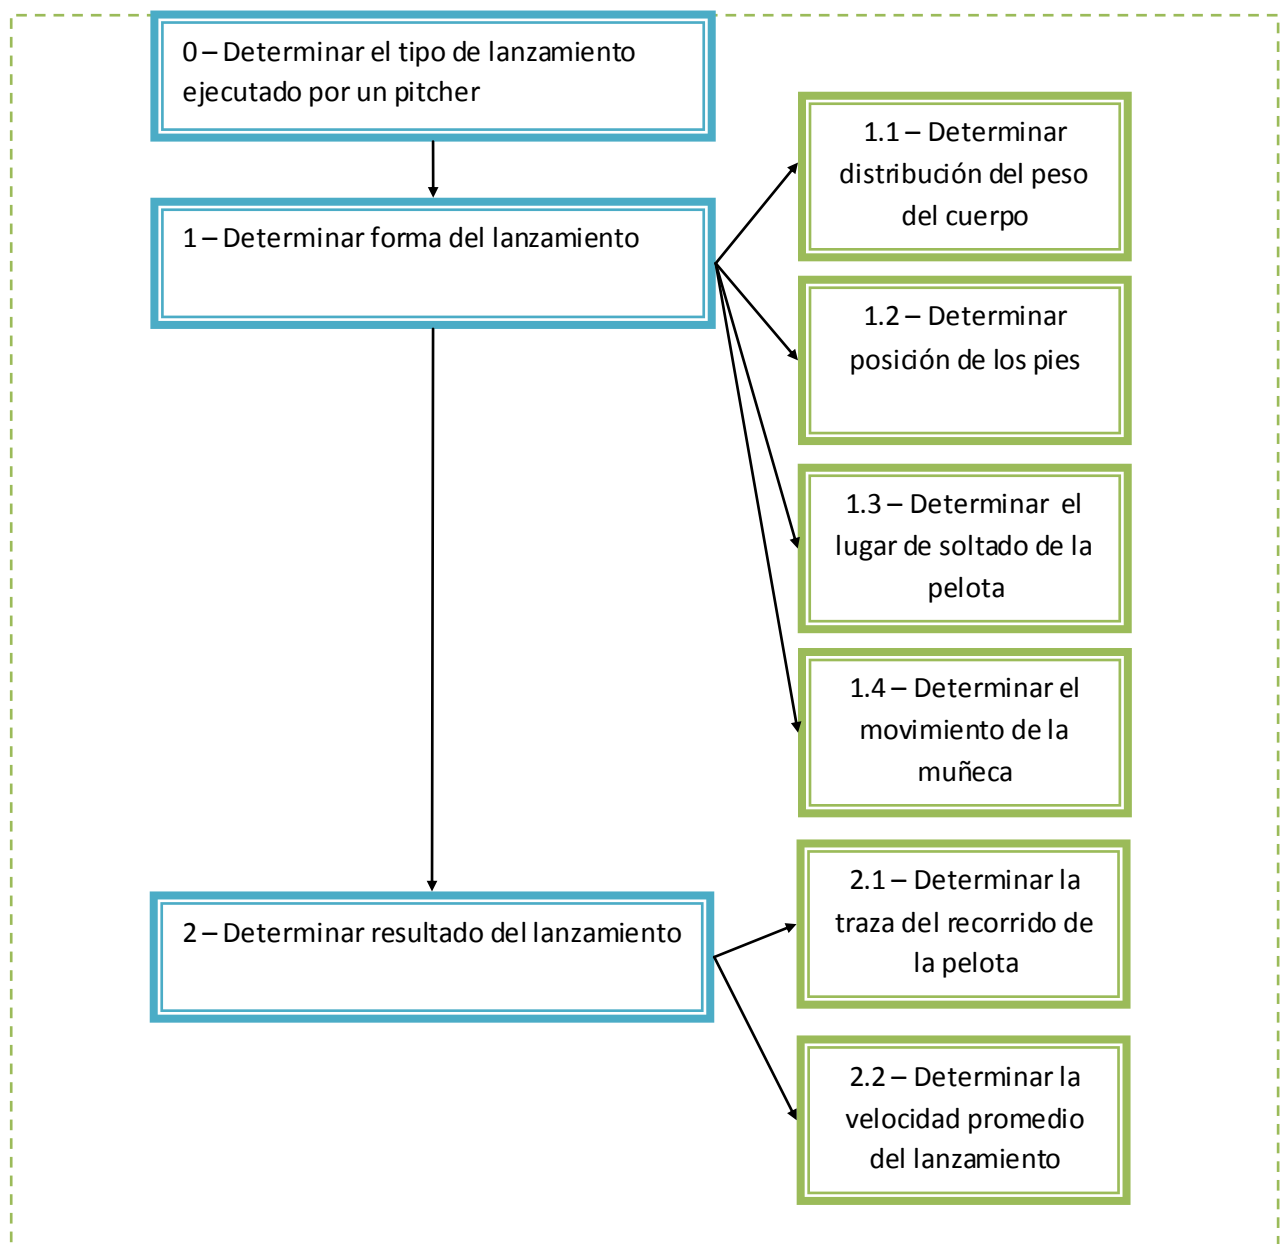 0 – Determinar el tipo de lanzamiento
ejecutado por un pitcher
1 – Determinar forma del lanzamiento
1.1 – Determinar
distribución del peso
del cuerpo
1.2 – Determinar
posición de los pies
1.3 – Determinar  el
lugar de soltado de la
pelota
1.4 – Determinar el
movimiento de la
muñeca
2 – Determinar resultado del lanzamiento
2.1 – Determinar la
traza del recorrido de
la pelota
2.2 – Determinar la
velocidad promedio
del lanzamiento